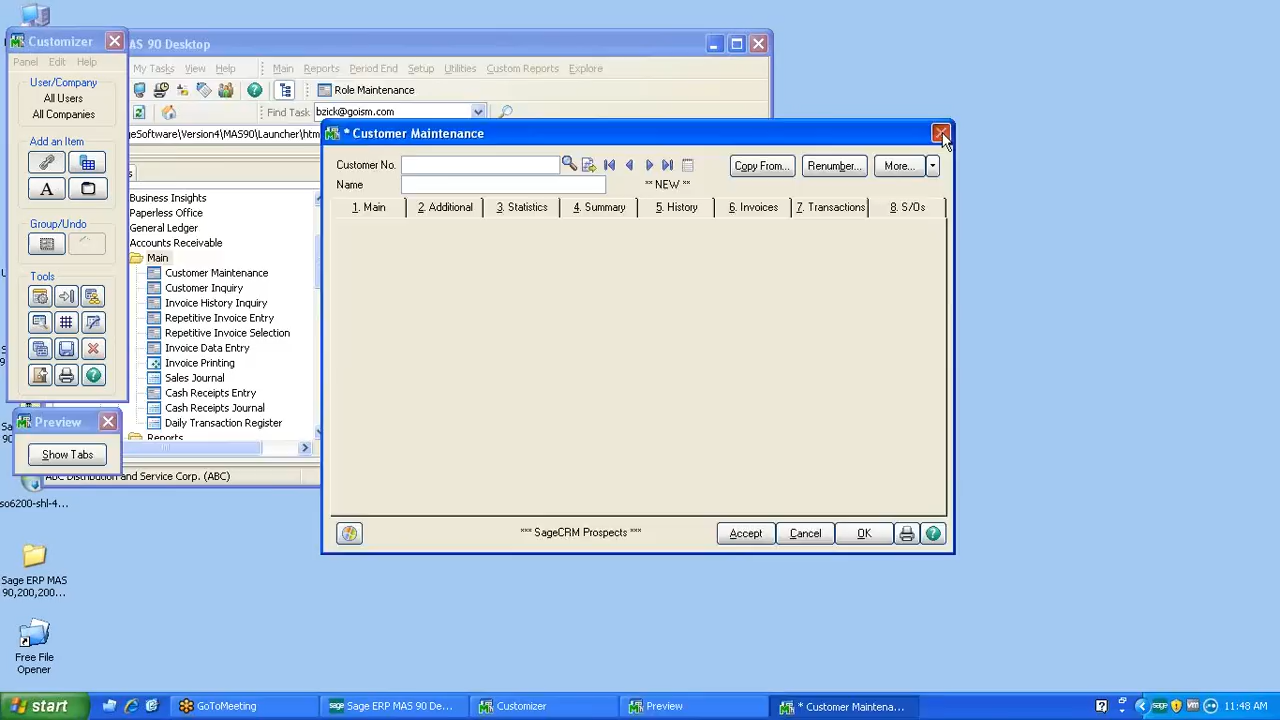 Customizer
Panel Edit Help
User/Company
All Users
All Companies
Add an Item
A
Group/Undo
Tools
Preview
Show Tabs
AS 90 Desktop
My Tasks View Help Main Reports Period End Setup Utilities Custom Reports Explore
Role Maintenance
Find Task bzick@goism.com
geSoftware\Version4\MAS90\Launcher\htm
Business Insights
Paperless Office
General Ledger
Accounts Receivable
Main
Customer Maintenance
Customer Inquiry
Invoice History Inquiry
Repetitive Invoice Entry
Repetitive Invoice Selection
Invoice Data Entry
Invoice Printing
Sales Journal
Cash Receipts Entry
Cash Receipts Journal
Daily Transaction Register
Reports
ABC Distribution and Service Corp. (ABC)
* Customer Maintenance
Customer No.
Copy From... Renumber... More...
Name
** NEW **
1. Main 2. Additional 3. Statistics 4. Summary 5. History 6. Invoices 7. Transactions 8. S/Os
*** SageCRM Prospects ***
Accept Cancel OK
so6200-shl-4...
Sage ERP MAS
90,200,200...
Free File
Opener
start GoToMeeting Sage ERP MAS 90 De... Customizer Preview * Customer Maintena... 11:48 AM